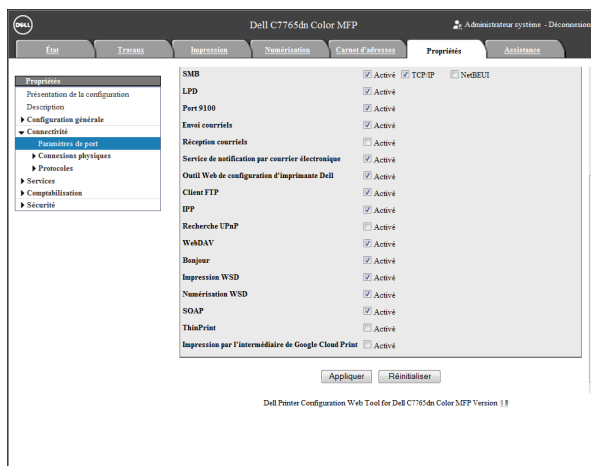 DELL
Dell C7765dn Color MFP
Administrateur système - Déconnexion
État Travaux Impression Numérisation Carnet d'adresses Propriétés Assistance
Propriétés
Présentation de la configuration
Description
Configuration générale
Connectivité
Paramètres de port
Connexions physiques
Protocoles
Services
Comptabilisation
Sécurité
SMB Activé TCP/IP NetBEUI
LPD Activé
Port 9100 Activé
Envoi courriels Activé
Réception courriels Activé
Service de notification par courrier électronique Activé
Outil Web de configuration d'imprimante Dell Activé
Client FTP Activé
IPP Activé
Recherche UPnP Activé
WebDAV Activé
Bonjour Activé
Impression WSD Activé
Numérisation WSD Activé
SOAP Activé
ThinPrint Activé
Impression par l'intermédiaire de Google Cloud Print Activé
Appliquer Réinitialiser
Dell Printer Configuration Web Tool for Dell C7765dn Color MFP Version